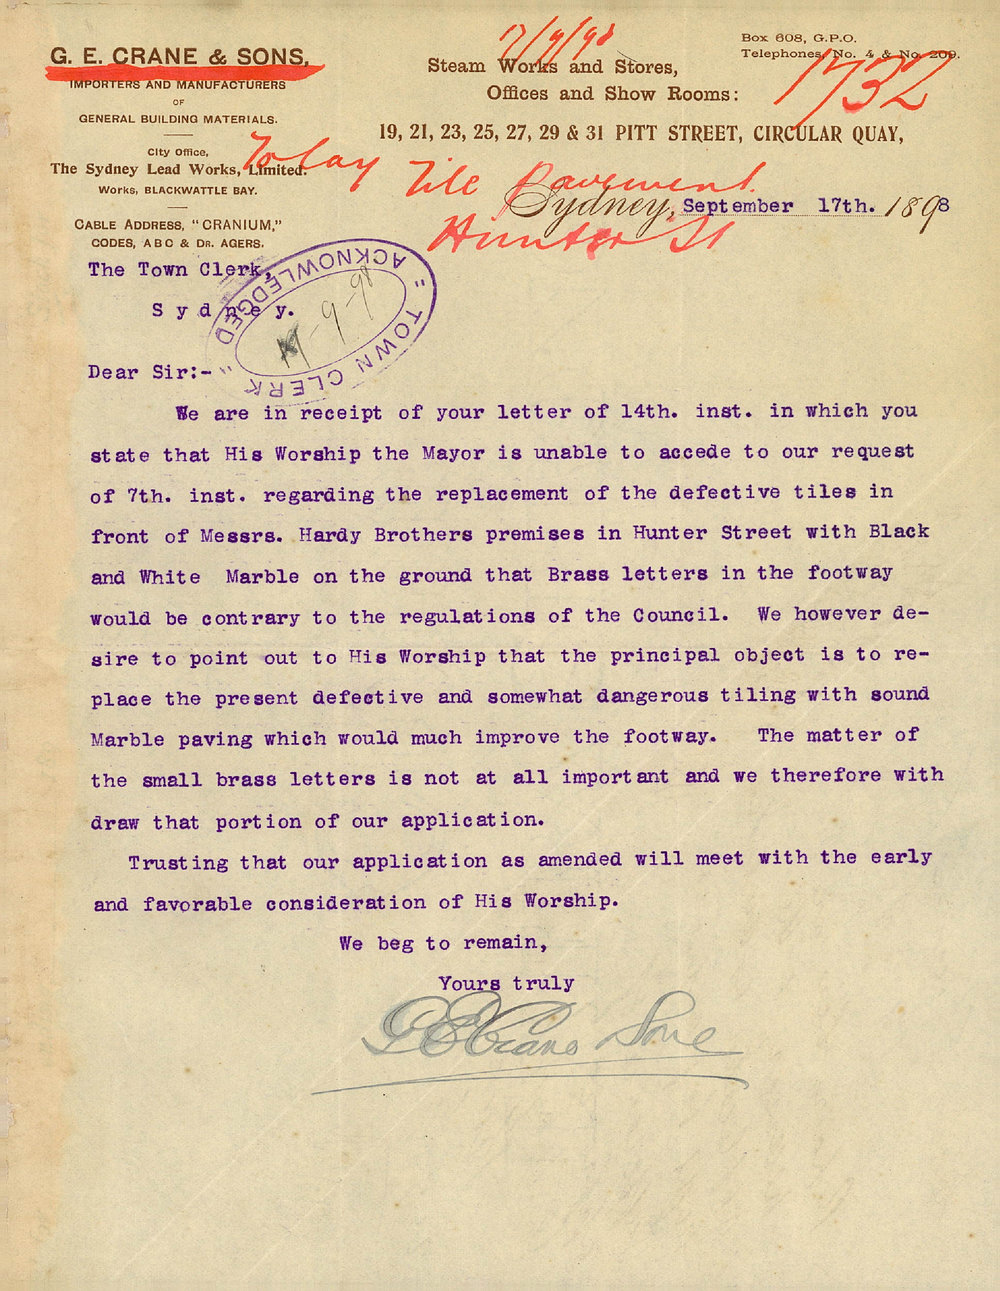 G. E. CRANE & SONS,
IMPORTERS AND MANUFACTURERS
OF
GENERAL BUILDING MATERIALS.
City Office,
The Sydney Lead Works, Limited.
Works, BLACKWATTLE BAY.
CABLE ADDRESS, "CRANIUM,"
CODES, A B C & DR. AGERS.
Steam Works and Stores,
Offices and Show Rooms:
19, 21, 23, 25, 27, 29 & 31 PITT STREET, CIRCULAR QUAY,
Box 608, G.P.O.
Telephones, No. 4 & No. 209.
1732
To lay Tile Pavement
Hunter St
Sydney, September 17th. 1898
The Town Clerk,
Sydney.
TOWN CLERK
ACKNOWLEDGED
19-9-98
Dear Sir:-
We are in receipt of your letter of 14th. inst. in which you
state that His Worship the Mayor is unable to accede to our request
of 7th. inst. regarding the replacement of the defective tiles in
front of Messrs. Hardy Brothers premises in Hunter Street with Black
and White Marble on the ground that Brass letters in the footway
would be contrary to the regulations of the Council. We however de-
sire to point out to His Worship that the principal object is to re-
place the present defective and somewhat dangerous tiling with sound
Marble paving which would much improve the footway. The matter of
the small brass letters is not at all important and we therefore with
draw that portion of our application.
Trusting that our application as amended will meet with the early
and favorable consideration of His Worship.
We beg to remain,
Yours truly
G E Crane & Sons